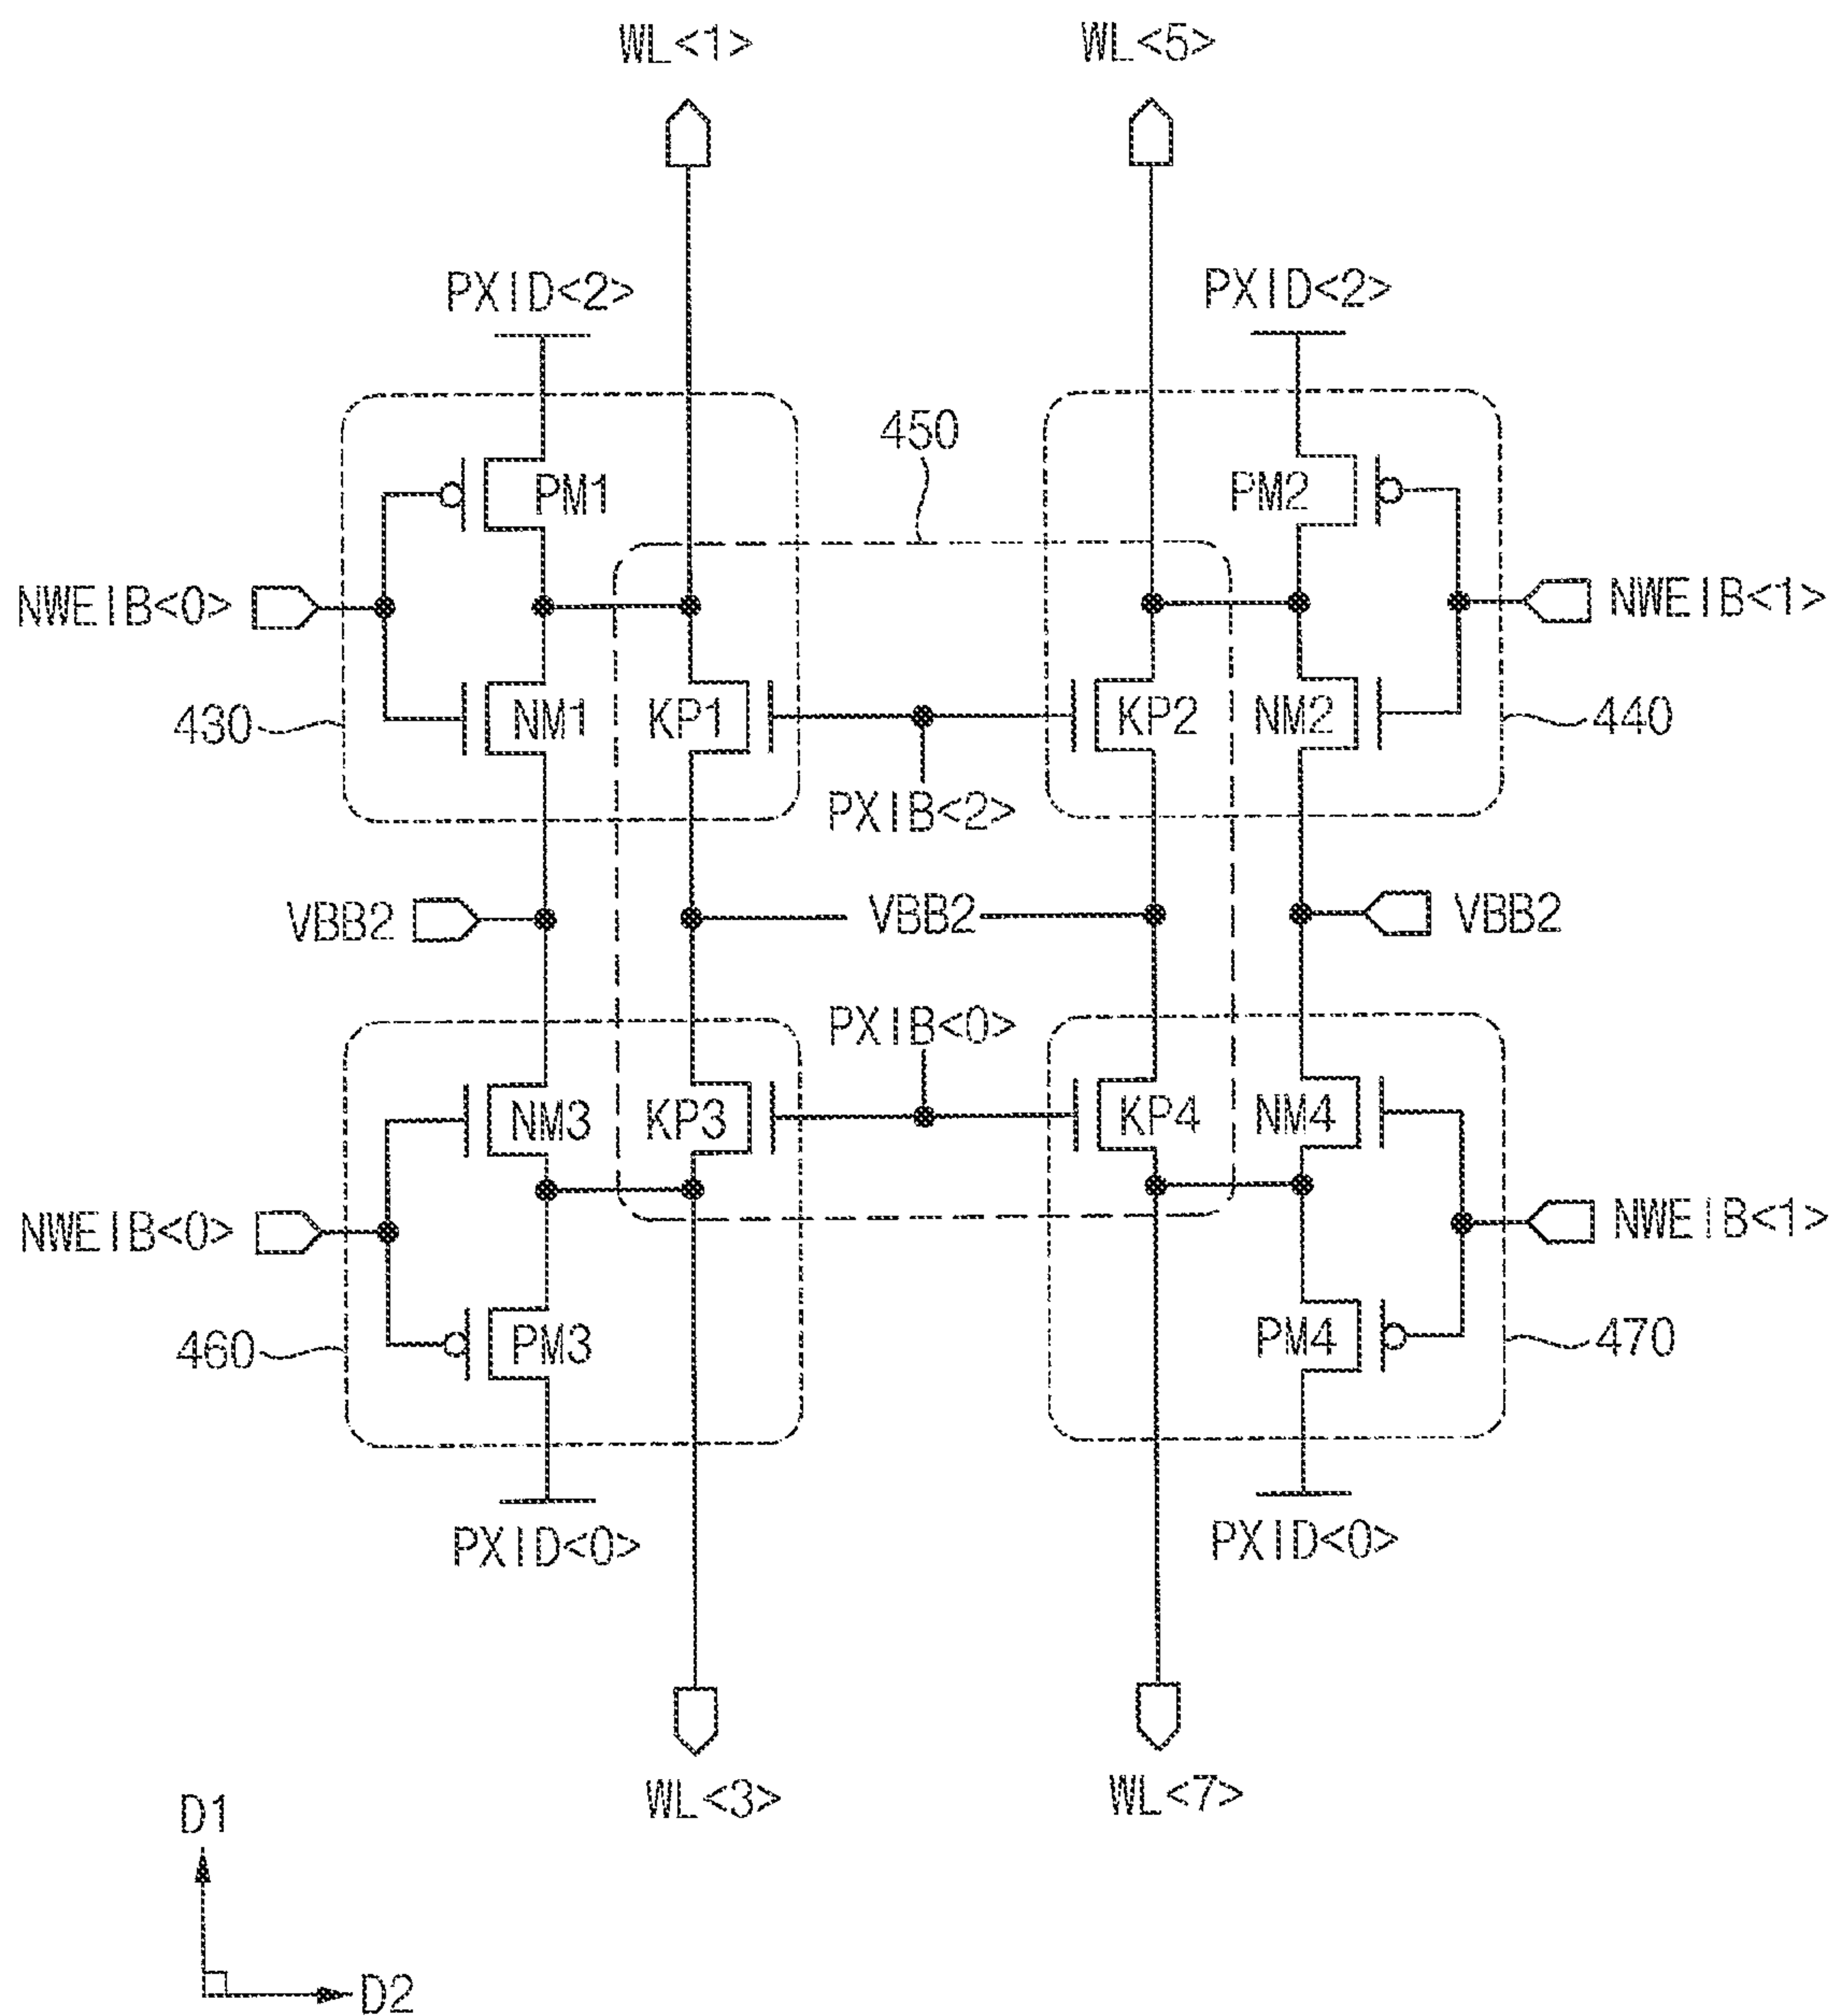 WL<1> WL<5>
PXID<2> PXID<2>
450
PM1 PM2
NWEIB<0> NWEIB<1>
430 NM1 KP1 KP2 NM2 440
PXIB<2>
VBB2 VBB2 VBB2
PXIB<0>
NM3 KP3 KP4 NM4
NWEIB<0> NWEIB<1>
460 PM3 PM4 470
PXID<0> PXID<0>
WL<3> WL<7>
D1
D2